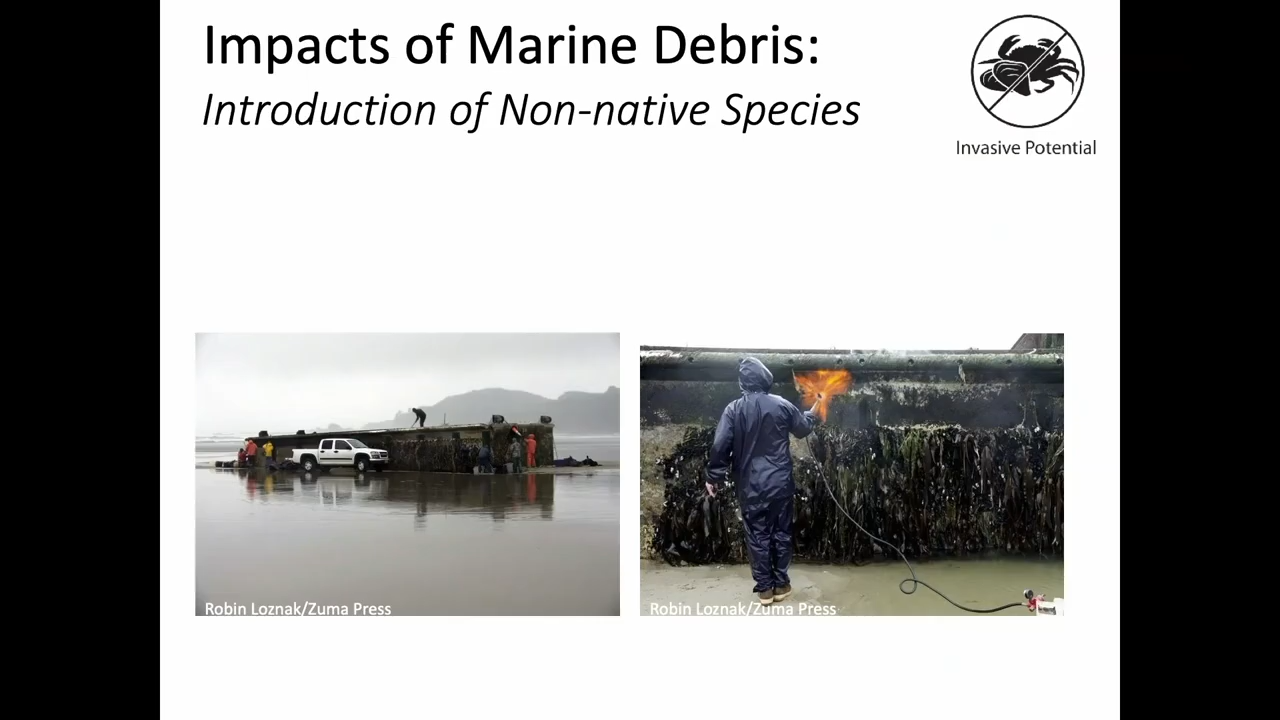 Impacts of Marine Debris:
Introduction of Non-native Species
Invasive Potential
Robin Loznak/Zuma Press
Robin Loznak/Zuma Press